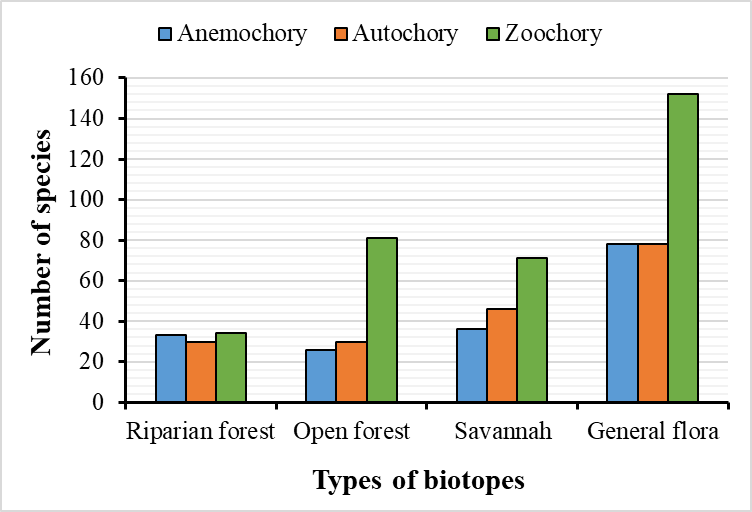 Anemochory Autochory Zoochory
160
140
120
100
80
60
40
20
0
Number of species
Riparian forest Open forest Savannah General flora
Types of biotopes